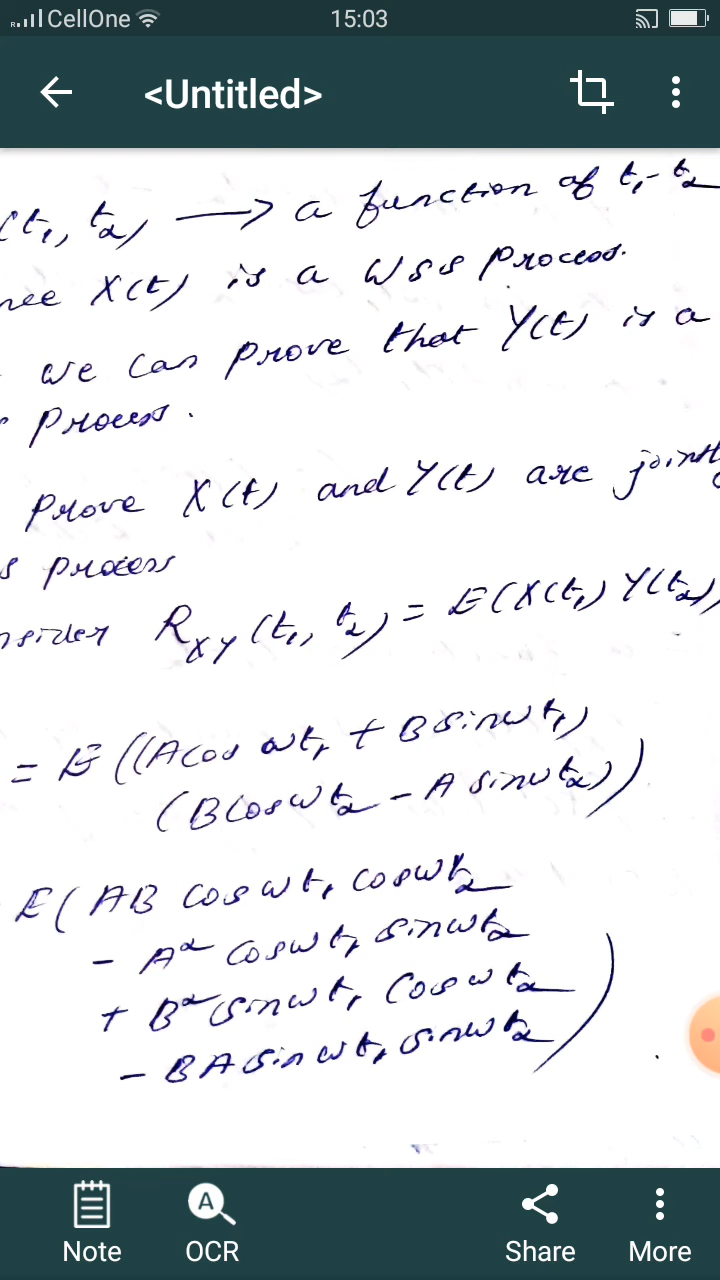 CellOne 15:03
<Untitled>
(t₁, t₂) → a function of t₁-t₂
X(t) is a WSS process.
we can prove that Y(t) is a
process.
prove X(t) and Y(t) are jointly
s process
nsider R_XY (t₁, t₂) = E(X(t₁) Y(t₂))
= E ((A cos ωt₁ + B sin ωt₁)
(B cos ωt₂ - A sin ωt₂))
E( AB cos ωt₁ cos ωt₂
- A² cos ωt₁ sin ωt₂
+ B² sin ωt₁ cos ωt₂
- BA sin ωt₁ sin ωt₂ )
Note OCR Share More